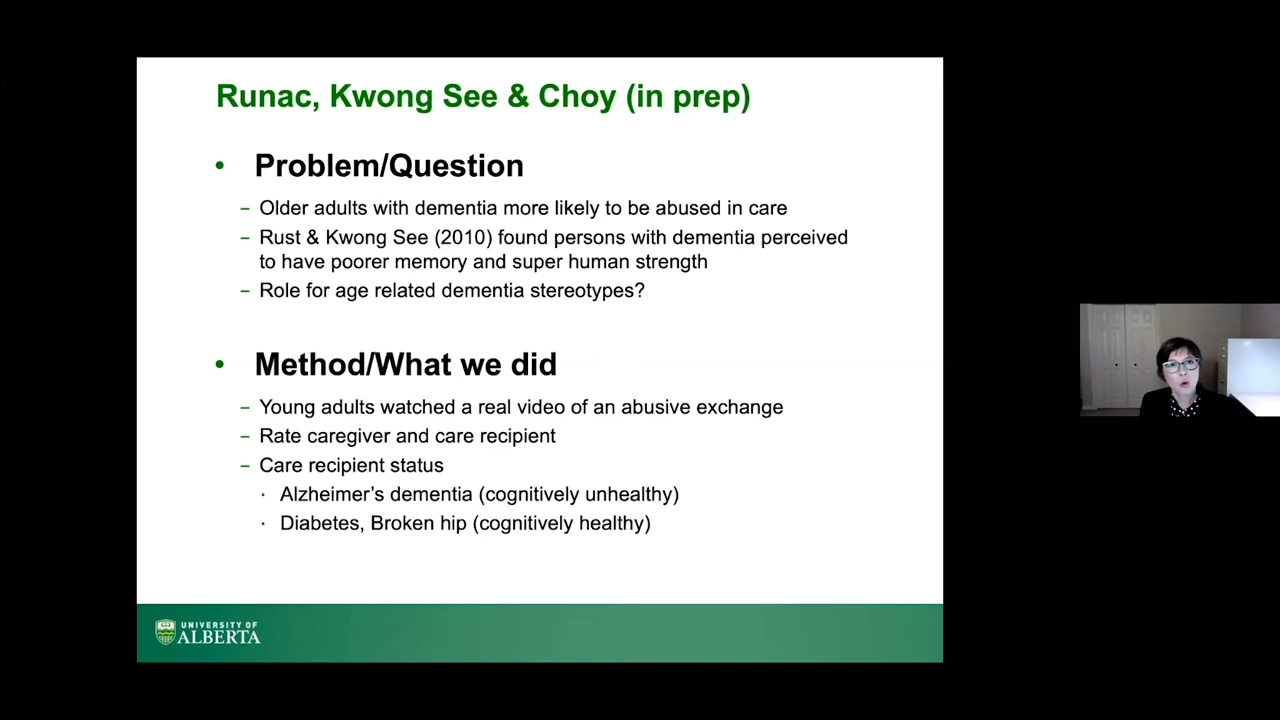 Runac, Kwong See & Choy (in prep)
• Problem/Question
– Older adults with dementia more likely to be abused in care
– Rust & Kwong See (2010) found persons with dementia perceived
to have poorer memory and super human strength
– Role for age related dementia stereotypes?
• Method/What we did
– Young adults watched a real video of an abusive exchange
– Rate caregiver and care recipient
– Care recipient status
· Alzheimer’s dementia (cognitively unhealthy)
· Diabetes, Broken hip (cognitively healthy)
UNIVERSITY OF
ALBERTA